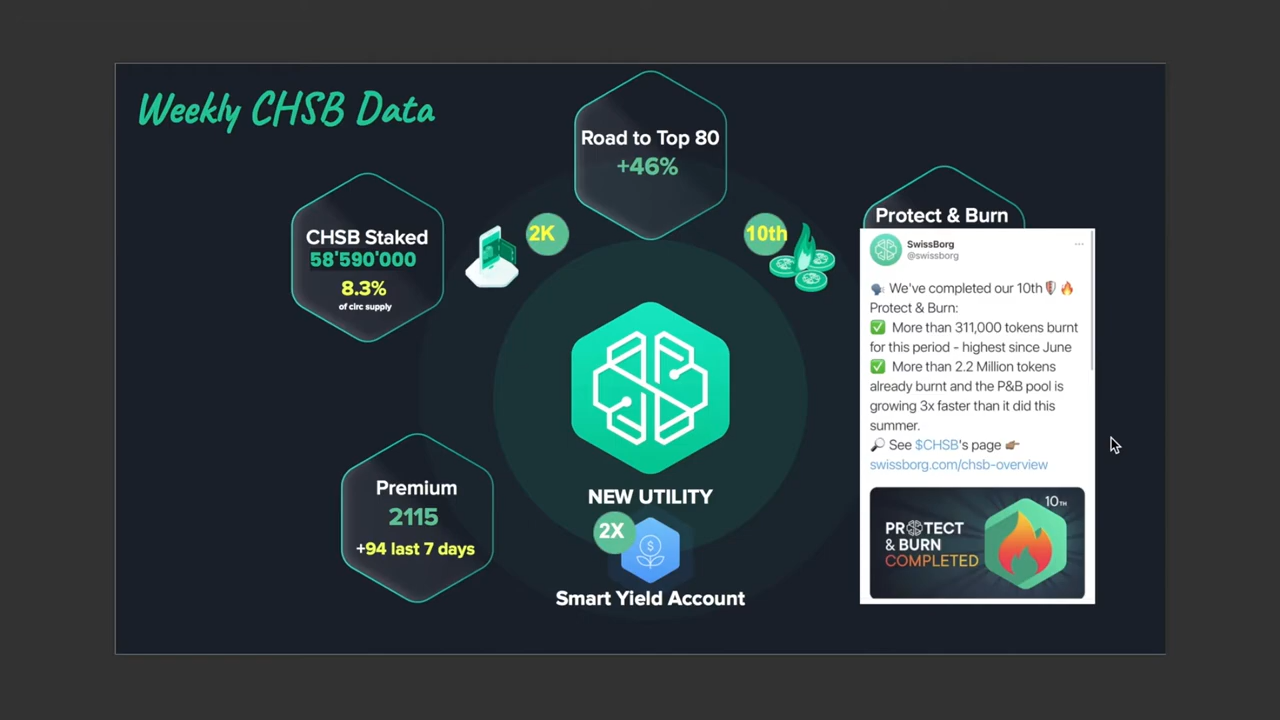 Weekly CHSB Data
Road to Top 80
+46%
CHSB Staked
58'590'000
8.3%
of circ supply
2K
10th
Protect & Burn
SwissBorg
@swissborg
🗣️ We've completed our 10th🛡️🔥
Protect & Burn:
✅ More than 311,000 tokens burnt
for this period - highest since June
✅ More than 2.2 Million tokens
already burnt and the P&B pool is
growing 3x faster than it did this
summer.
🔎 See $CHSB's page 👉🏽
swissborg.com/chsb-overview
10TH
PROTECT
& BURN
COMPLETED
Premium
2115
+94 last 7 days
NEW UTILITY
2X
Smart Yield Account